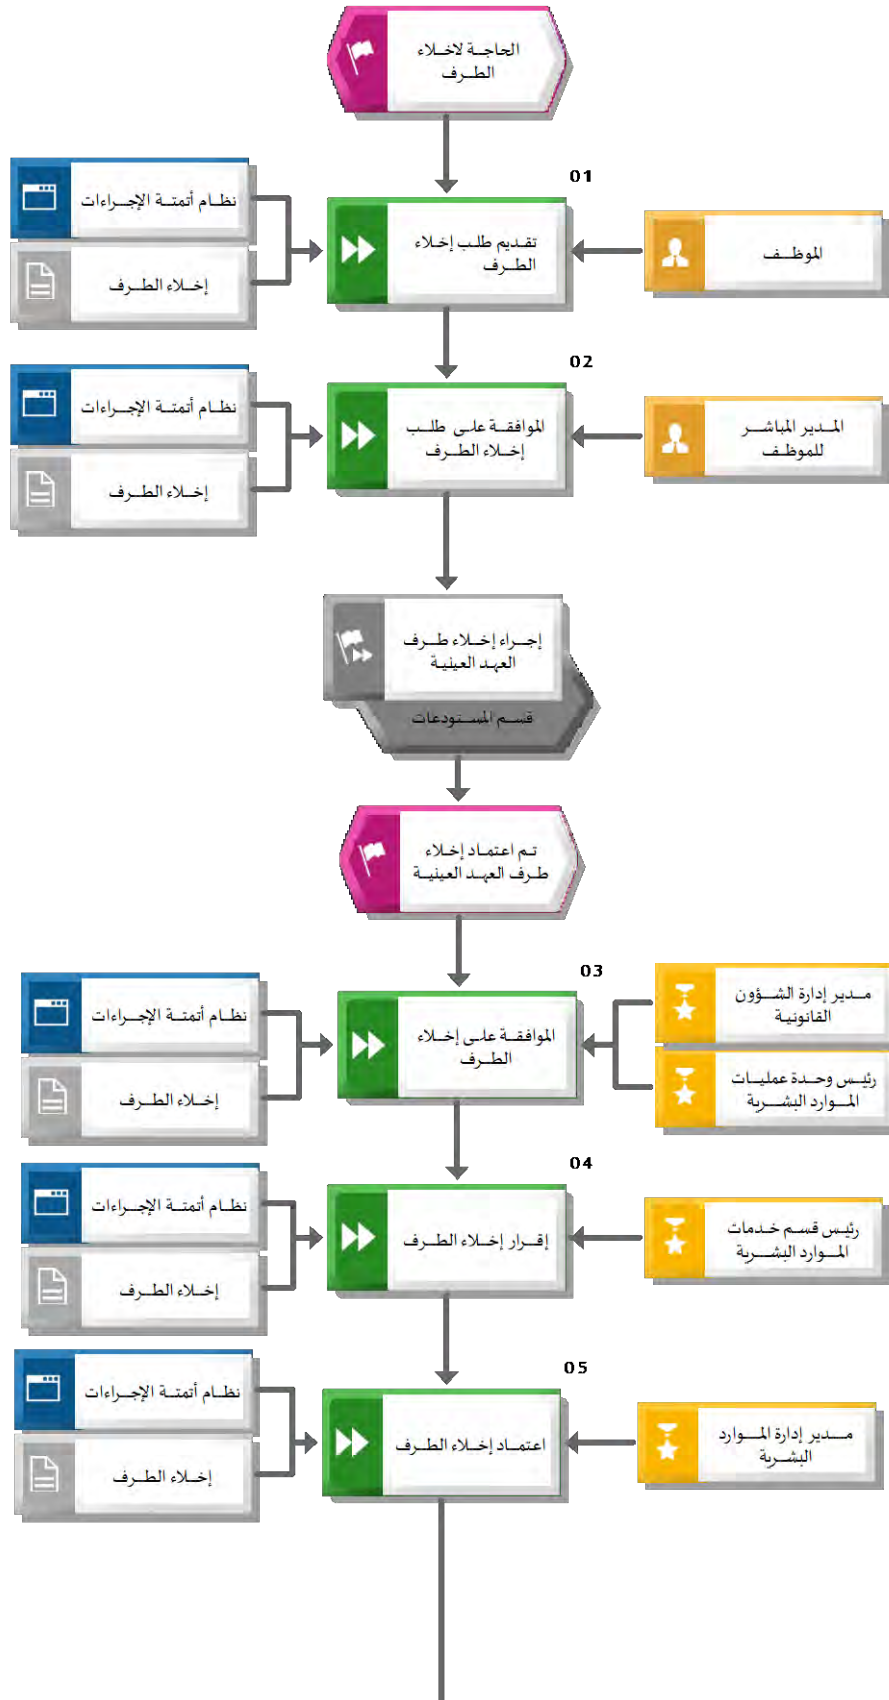 الحاجة لاخلاء
الطرف
01
الموظف
تقديم طلب إخلاء
الطرف
نظام أتمتة الإجراءات
إخلاء الطرف
02
المدير المباشر
للموظف
الموافقة على طلب
إخلاء الطرف
نظام أتمتة الإجراءات
إخلاء الطرف
إجراء إخلاء طرف
العهد العينية
قسم المستودعات
تم اعتماد إخلاء
طرف العهد العينية
03
مدير إدارة الشؤون
القانونية
رئيس وحدة عمليات
الموارد البشرية
الموافقة على إخلاء
الطرف
نظام أتمتة الإجراءات
إخلاء الطرف
04
رئيس قسم خدمات
الموارد البشرية
إقرار إخلاء الطرف
نظام أتمتة الإجراءات
إخلاء الطرف
05
مدير إدارة الموارد
البشرية
اعتماد إخلاء الطرف
نظام أتمتة الإجراءات
إخلاء الطرف